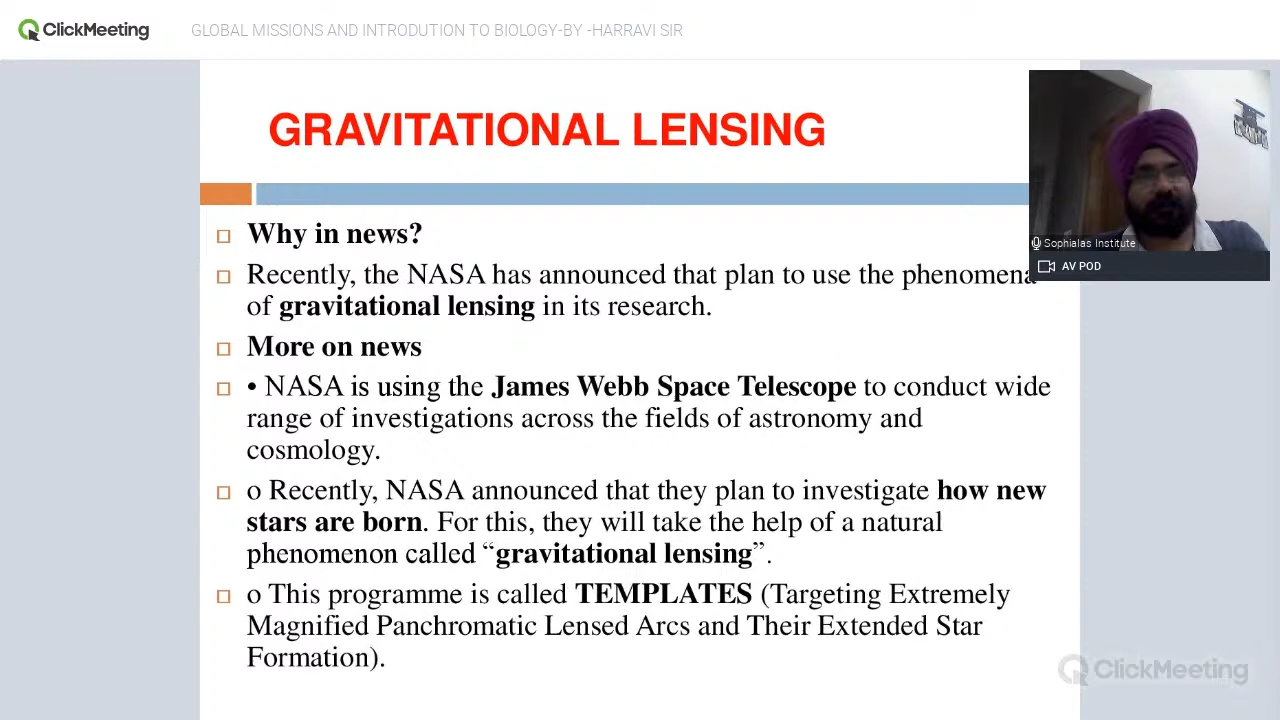 ClickMeeting
GLOBAL MISSIONS AND INTRODUTION TO BIOLOGY-BY -HARRAVI SIR
GRAVITATIONAL LENSING
Why in news?
Recently, the NASA has announced that plan to use the phenomena
of gravitational lensing in its research.
More on news
• NASA is using the James Webb Space Telescope to conduct wide
range of investigations across the fields of astronomy and
cosmology.
o Recently, NASA announced that they plan to investigate how new
stars are born. For this, they will take the help of a natural
phenomenon called “gravitational lensing”.
o This programme is called TEMPLATES (Targeting Extremely
Magnified Panchromatic Lensed Arcs and Their Extended Star
Formation).
Sophialas Institute
AV POD
ClickMeeting